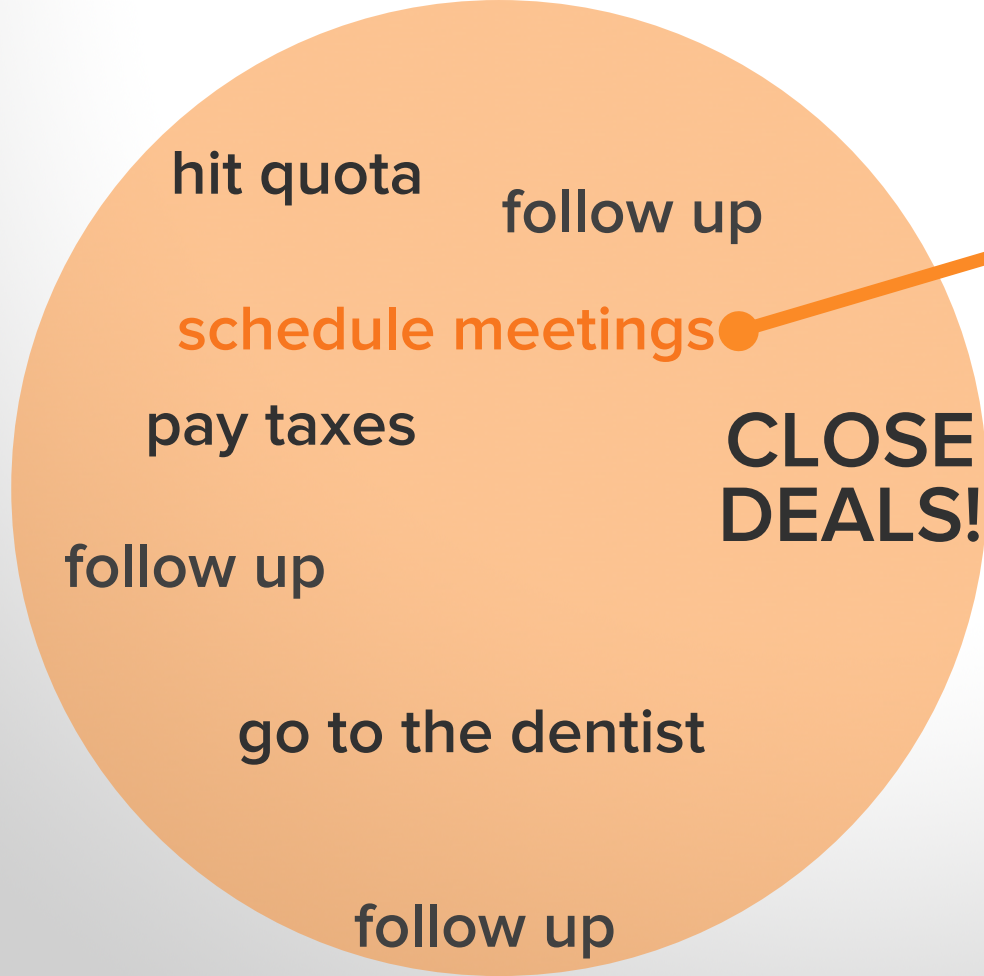 hit quota
follow up
schedule meetings
pay taxes
CLOSE
DEALS!
follow up
go to the dentist
follow up